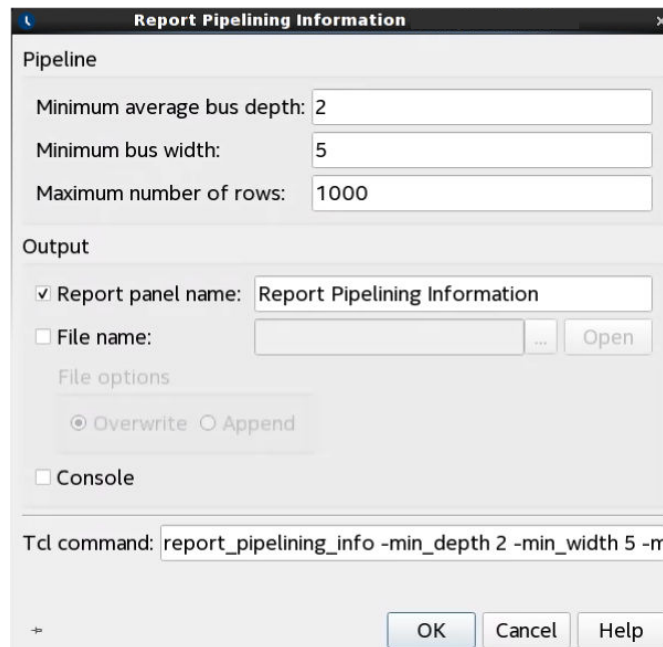 Report Pipelining Information
Pipeline
Minimum average bus depth: 2
Minimum bus width: 5
Maximum number of rows: 1000
Output
Report panel name: Report Pipelining Information
File name: ... Open
File options
Overwrite Append
Console
Tcl command: report_pipelining_info -min_depth 2 -min_width 5 -m
OK Cancel Help